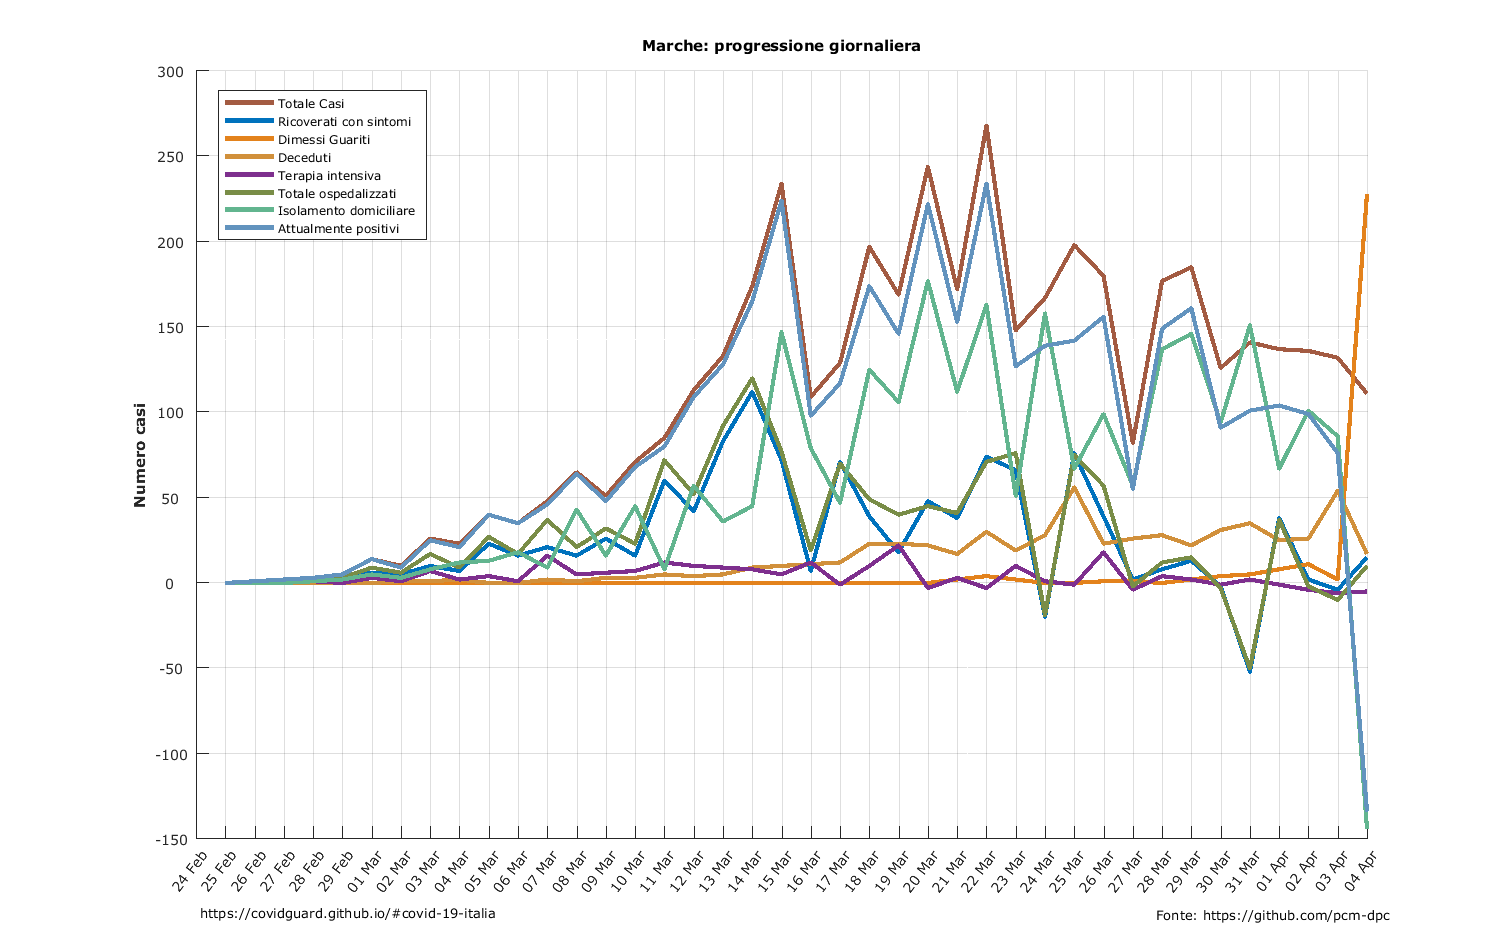 Marche: progressione giornaliera
Numero casi
300
250
200
150
100
50
0
-50
-100
-150
Totale Casi
Ricoverati con sintomi
Dimessi Guariti
Deceduti
Terapia intensiva
Totale ospedalizzati
Isolamento domiciliare
Attualmente positivi
24 Feb
25 Feb
26 Feb
27 Feb
28 Feb
29 Feb
01 Mar
02 Mar
03 Mar
04 Mar
05 Mar
06 Mar
07 Mar
08 Mar
09 Mar
10 Mar
11 Mar
12 Mar
13 Mar
14 Mar
15 Mar
16 Mar
17 Mar
18 Mar
19 Mar
20 Mar
21 Mar
22 Mar
23 Mar
24 Mar
25 Mar
26 Mar
27 Mar
28 Mar
29 Mar
30 Mar
31 Mar
01 Apr
02 Apr
03 Apr
04 Apr
https://covidguard.github.io/#covid-19-italia
Fonte: https://github.com/pcm-dpc